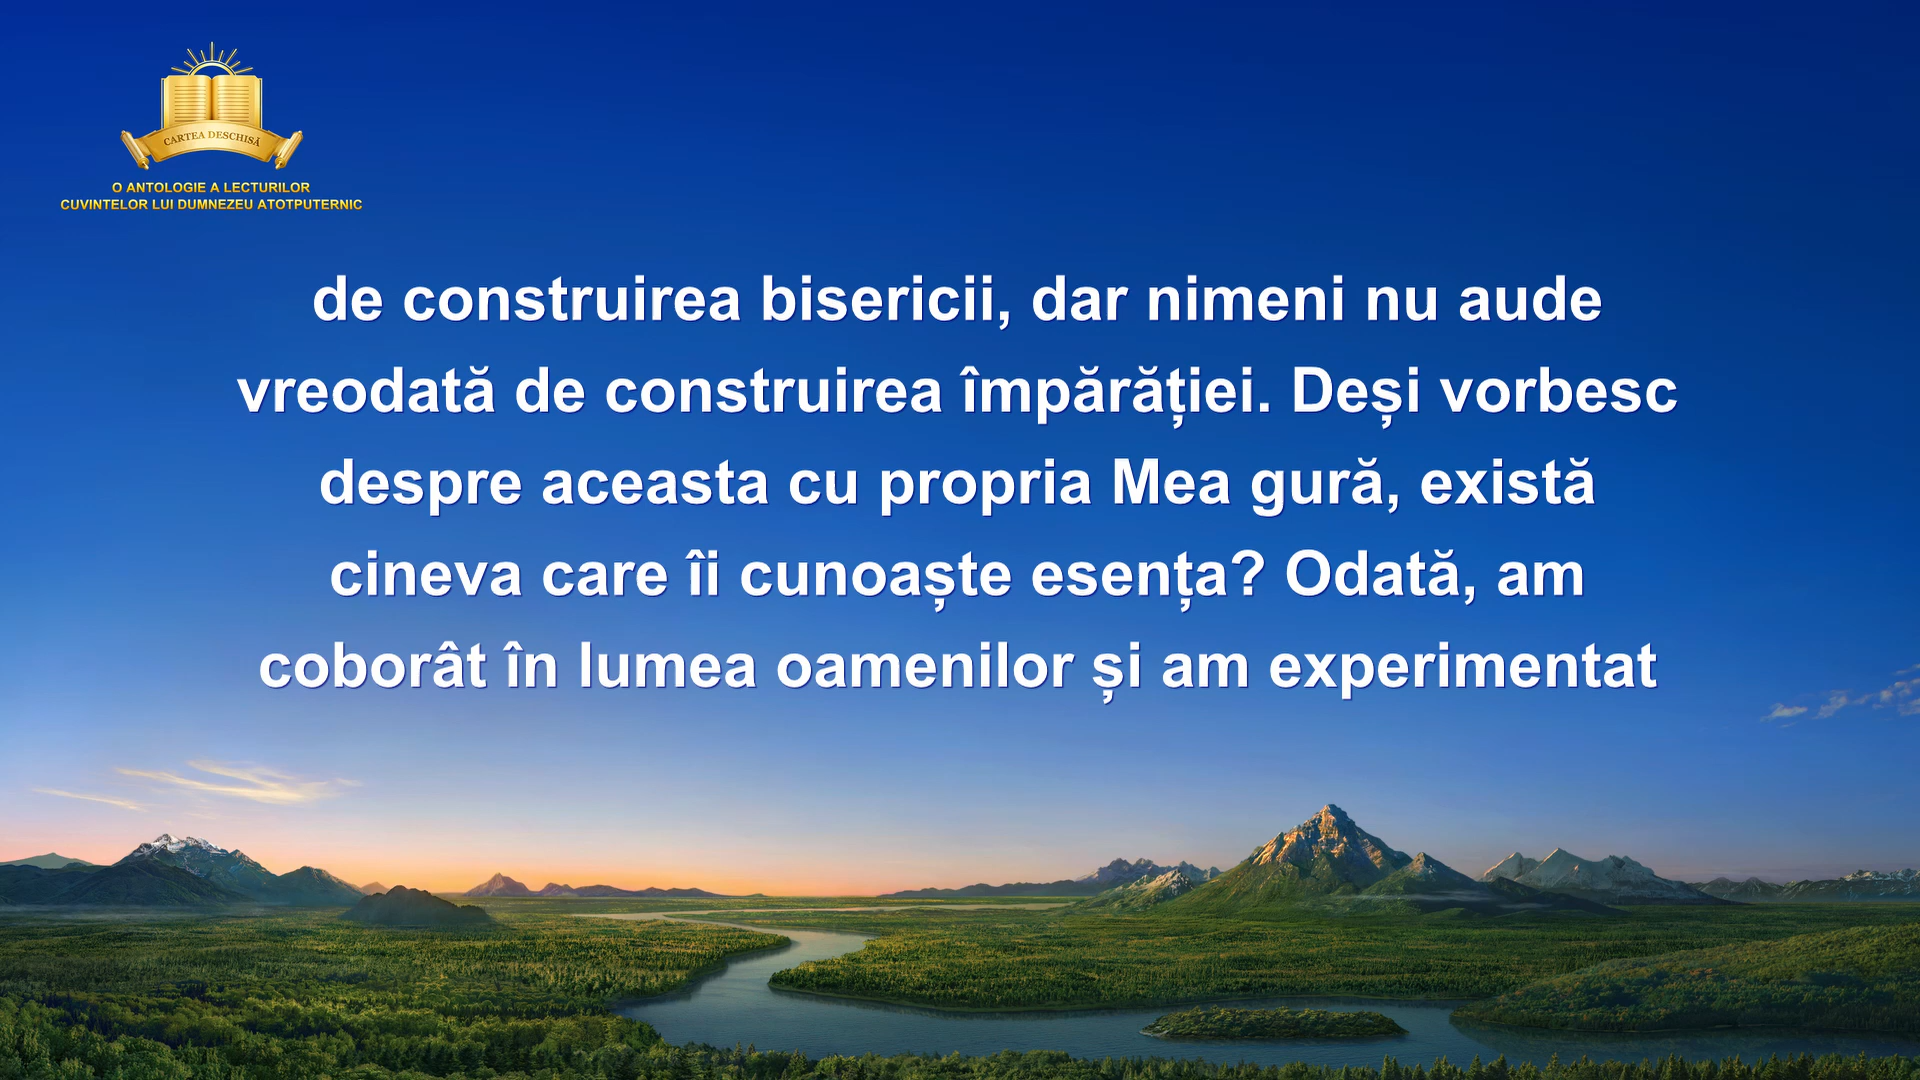 CARTEA DESCHISĂ
O ANTOLOGIE A LECTURILOR
CUVINTELOR LUI DUMNEZEU ATOTPUTERNIC
de construirea bisericii, dar nimeni nu aude
vreodată de construirea împărăției. Deși vorbesc
despre aceasta cu propria Mea gură, există
cineva care îi cunoaște esența? Odată, am
coborât în lumea oamenilor și am experimentat